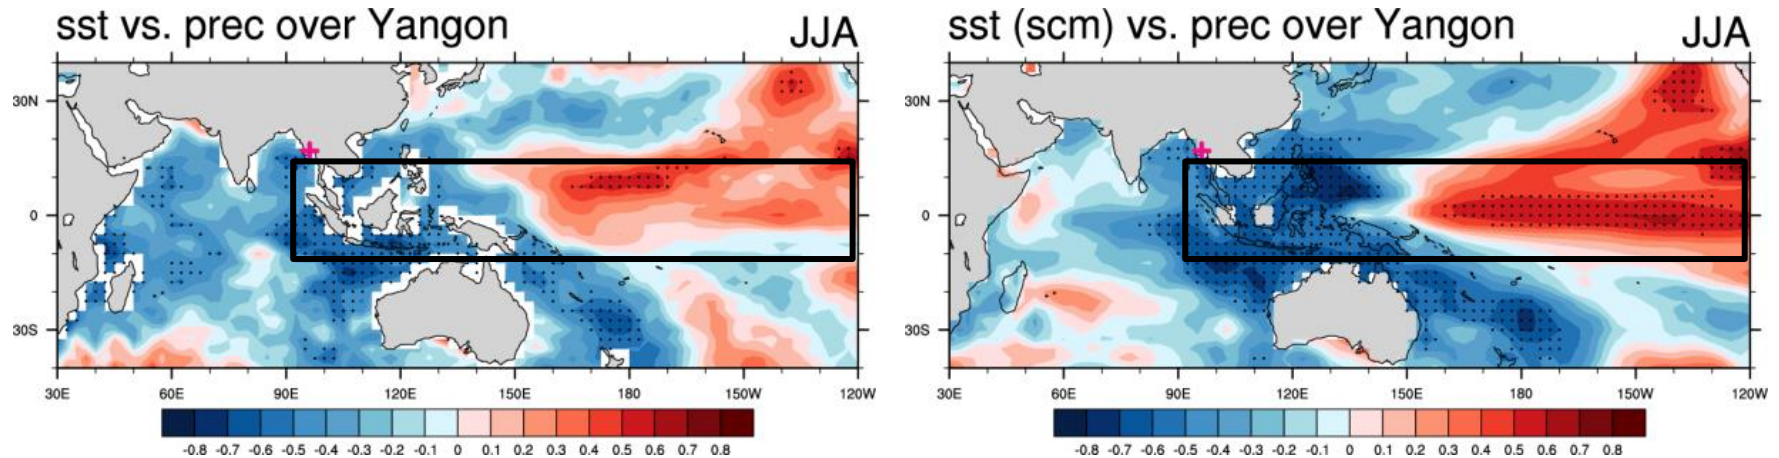 sst vs. prec over Yangon JJA
30N
0
30S
30E 60E 90E 120E 150E 180 150W 120W
-0.8 -0.7 -0.6 -0.5 -0.4 -0.3 -0.2 -0.1 0 0.1 0.2 0.3 0.4 0.5 0.6 0.7 0.8
sst (scm) vs. prec over Yangon JJA
30N
0
30S
30E 60E 90E 120E 150E 180 150W 120W
-0.8 -0.7 -0.6 -0.5 -0.4 -0.3 -0.2 -0.1 0 0.1 0.2 0.3 0.4 0.5 0.6 0.7 0.8